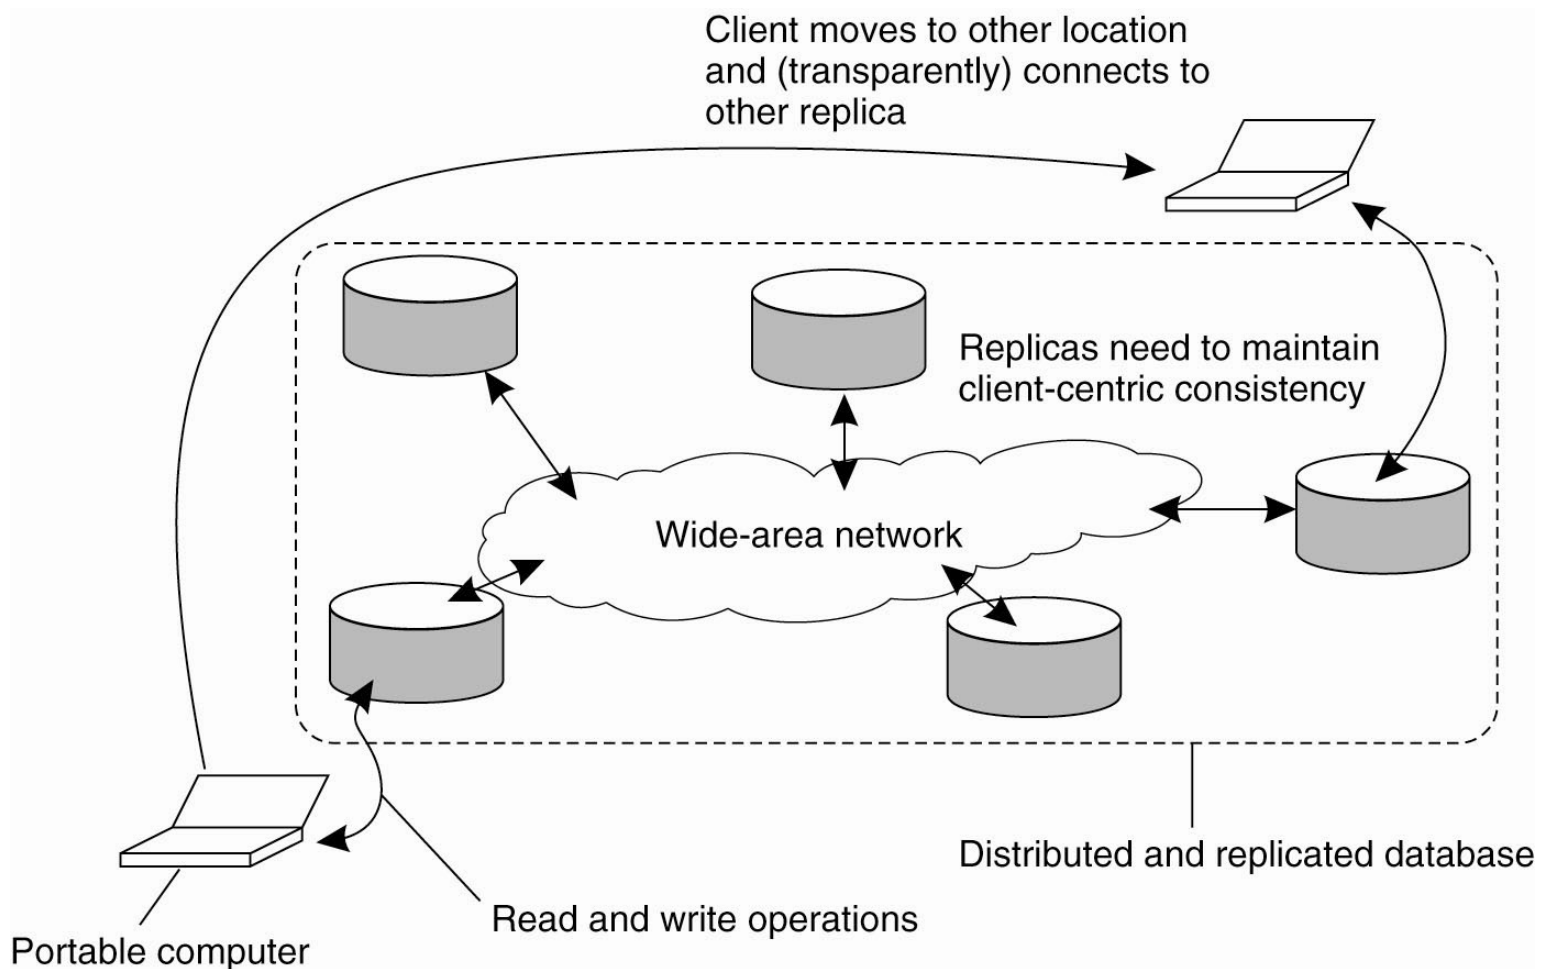 Client moves to other location
and (transparently) connects to
other replica
Replicas need to maintain
client-centric consistency
Wide-area network
Distributed and replicated database
Read and write operations
Portable computer